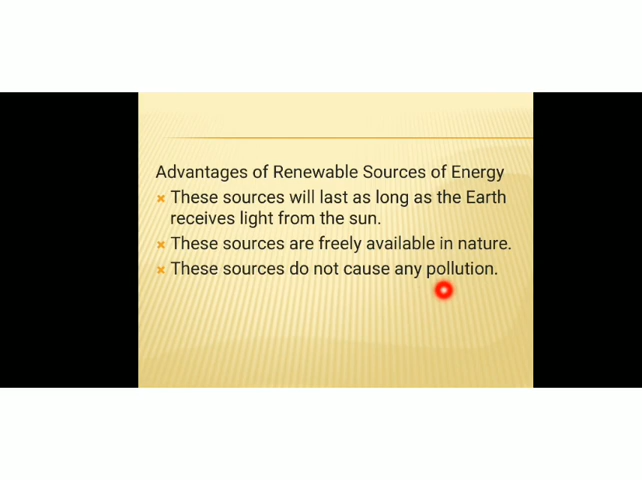 Advantages of Renewable Sources of Energy
These sources will last as long as the Earth
receives light from the sun.
These sources are freely available in nature.
These sources do not cause any pollution.